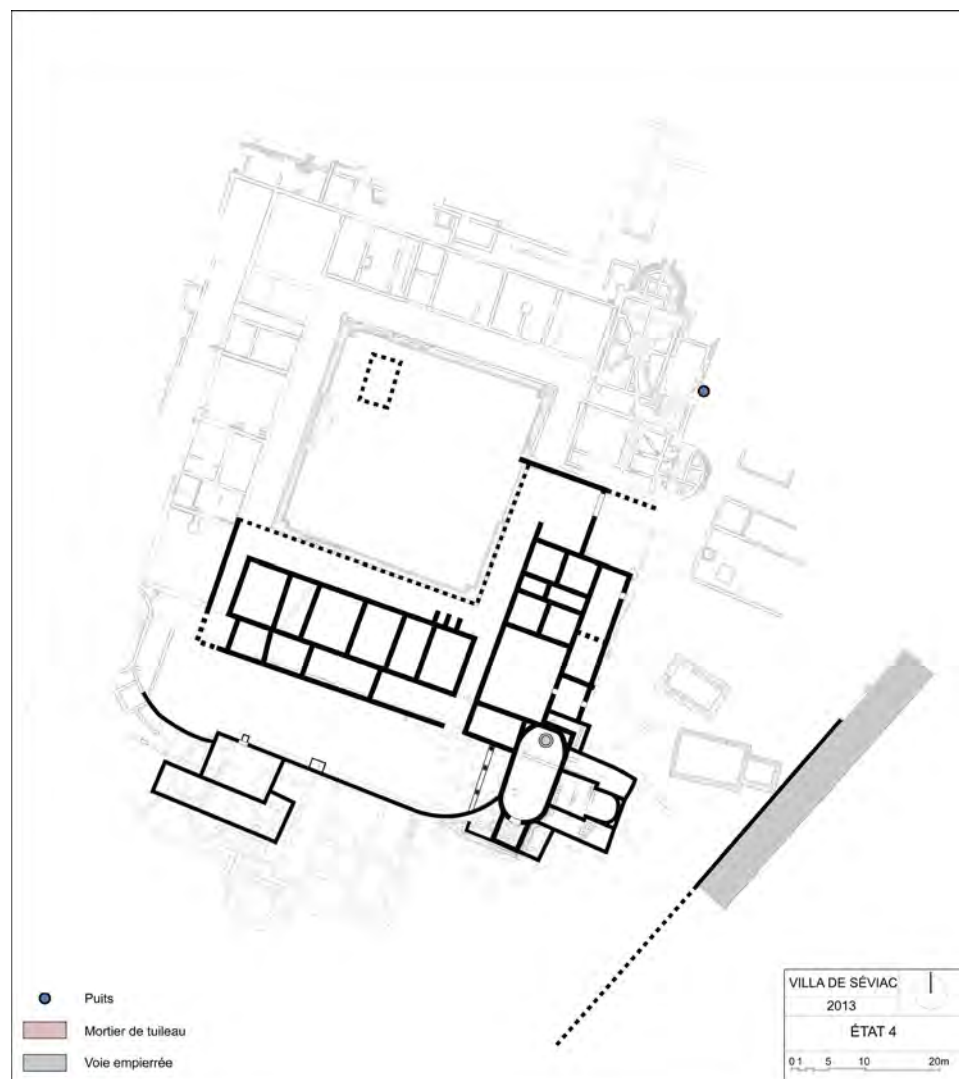 Puits
Mortier de tuileau
Voie empierrée
VILLA DE SÉVIAC
2013
ÉTAT 4
0 1 5 10 20m